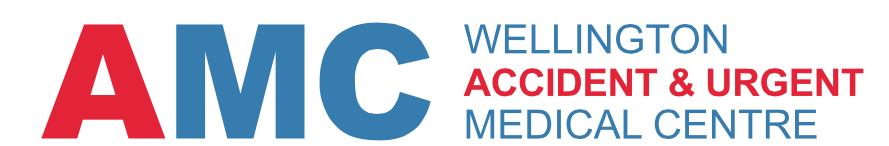 AMC
WELLINGTON
ACCIDENT & URGENT
MEDICAL CENTRE